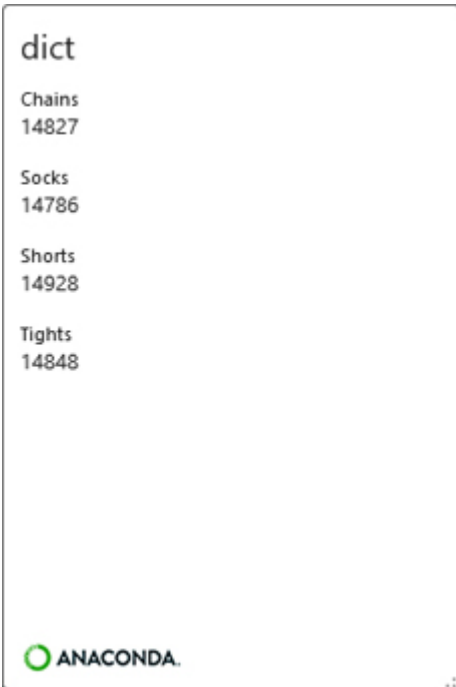 dict
Chains
14827
Socks
14786
Shorts
14928
Tights
14848
ANACONDA.